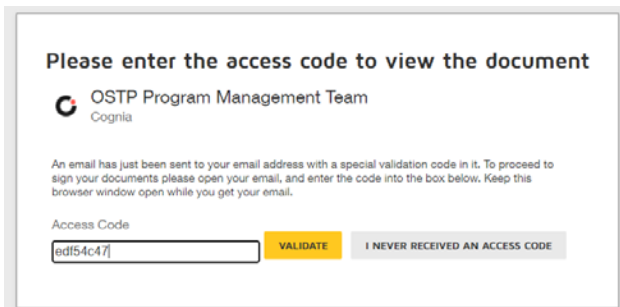 Please enter the access code to view the document
OSTP Program Management Team
Cognia
An email has just been sent to your email address with a special validation code in it. To proceed to
sign your documents please open your email, and enter the code into the box below. Keep this
browser window open while you get your email.
Access Code
edf54c47
VALIDATE
I NEVER RECEIVED AN ACCESS CODE